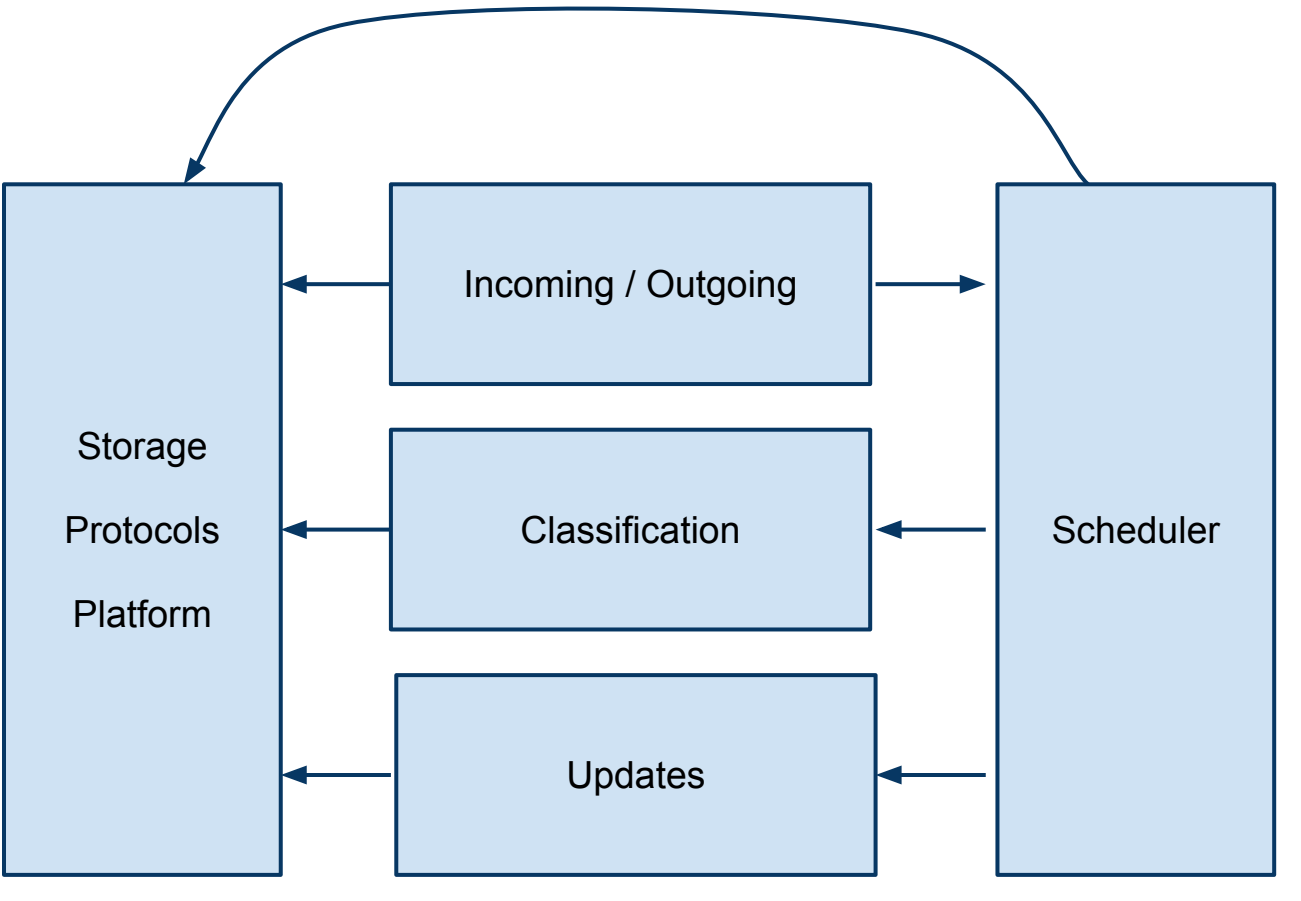 Storage
Protocols
Platform
Incoming / Outgoing
Classification
Updates
Scheduler